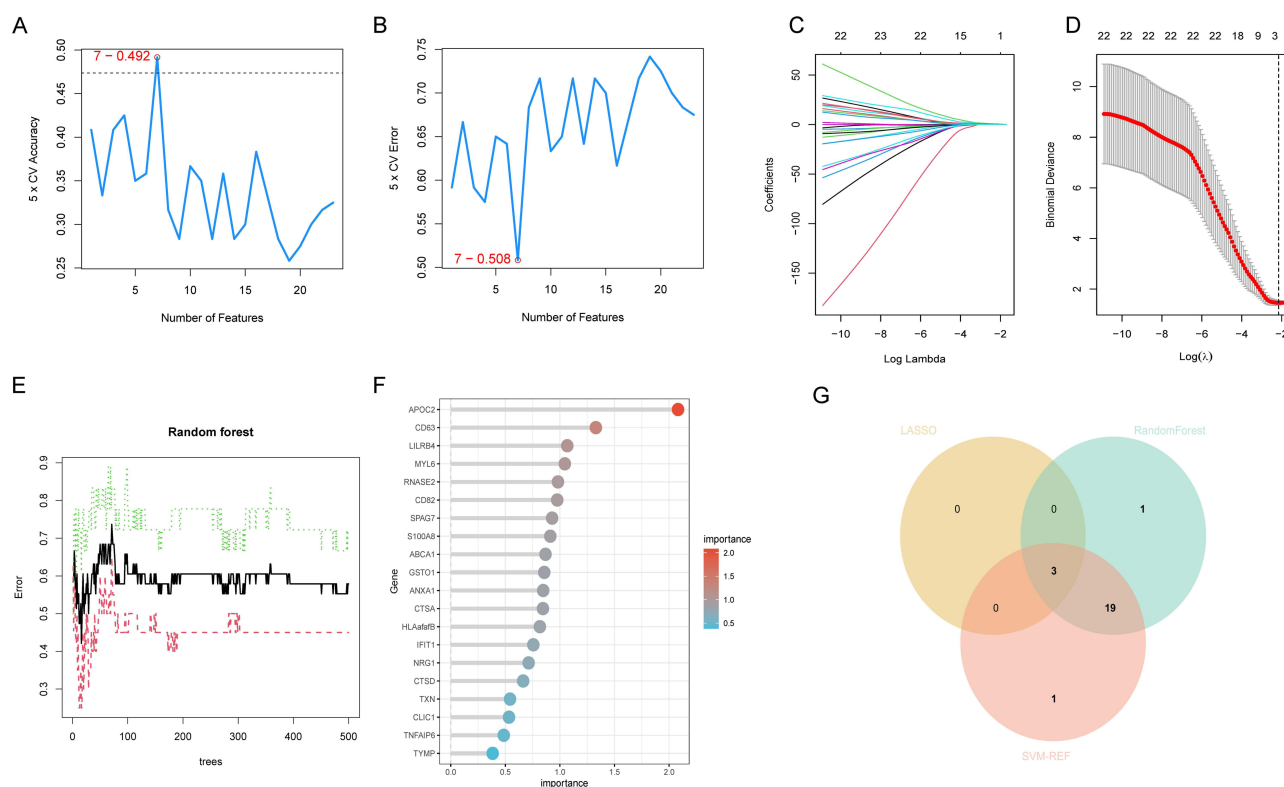 A
7 − 0.492
5 x CV Accuracy
0.50
0.45
0.40
0.35
0.30
0.25
5
10
15
20
Number of Features
B
7 − 0.508
5 x CV Error
0.75
0.70
0.65
0.60
0.55
0.50
5
10
15
20
Number of Features
C
22 23 22 15 1
Coefficients
50
0
−50
−100
−150
−10 −8 −6 −4 −2
Log Lambda
D
22 22 22 22 22 22 18 9 3
Binomial Deviance
10
8
6
4
2
−10 −8 −6 −4 −2
Log(λ)
E
Random forest
Error
0.9
0.8
0.7
0.6
0.5
0.4
0.3
0 100 200 300 400 500
trees
F
Gene
APOC2
CD63
LILRB4
MYL6
RNASE2
CD82
SPAG7
S100A8
ABCA1
GSTO1
ANXA1
CTSA
HLAafafB
IFIT1
NRG1
CTSD
TXN
CLIC1
TNFAIP6
TYMP
0.0 0.5 1.0 1.5 2.0
importance
importance
2.0
1.5
1.0
0.5
G
LASSO
RandomForest
0
0
1
3
0
19
1
SVM-REF